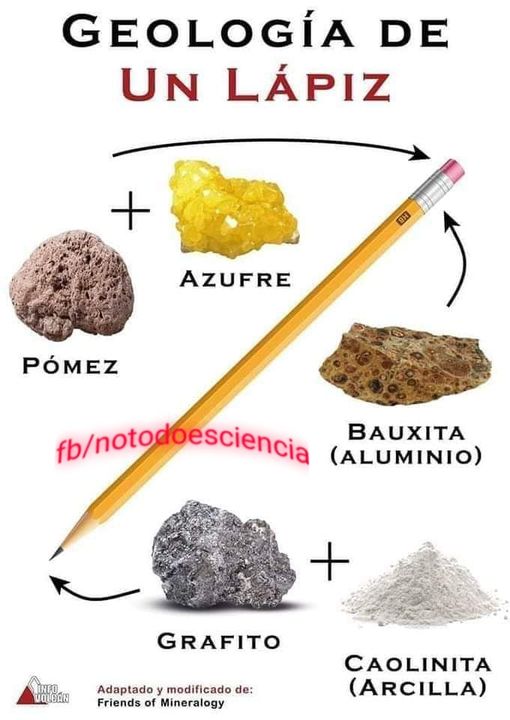 GEOLOGÍA DE
UN LÁPIZ
AZUFRE
PÓMEZ
BAUXITA
(ALUMINIO)
fb/notodoesciencia
GRAFITO
CAOLINITA
(ARCILLA)
INFO
VOLCÁN
Adaptado y modificado de:
Friends of Mineralogy